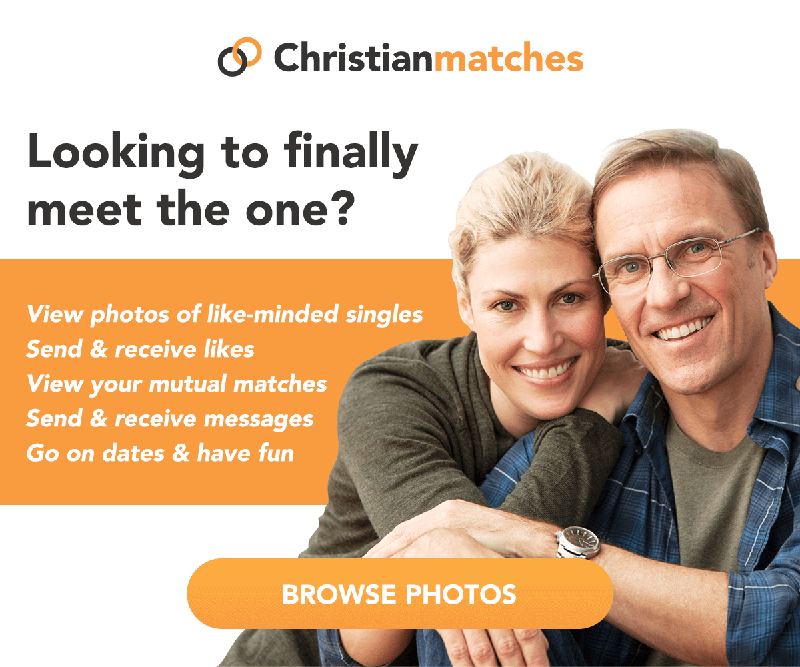 Christianmatches
Looking to finally
meet the one?
View photos of like-minded singles
Send & receive likes
View your mutual matches
Send & receive messages
Go on dates & have fun
BROWSE PHOTOS